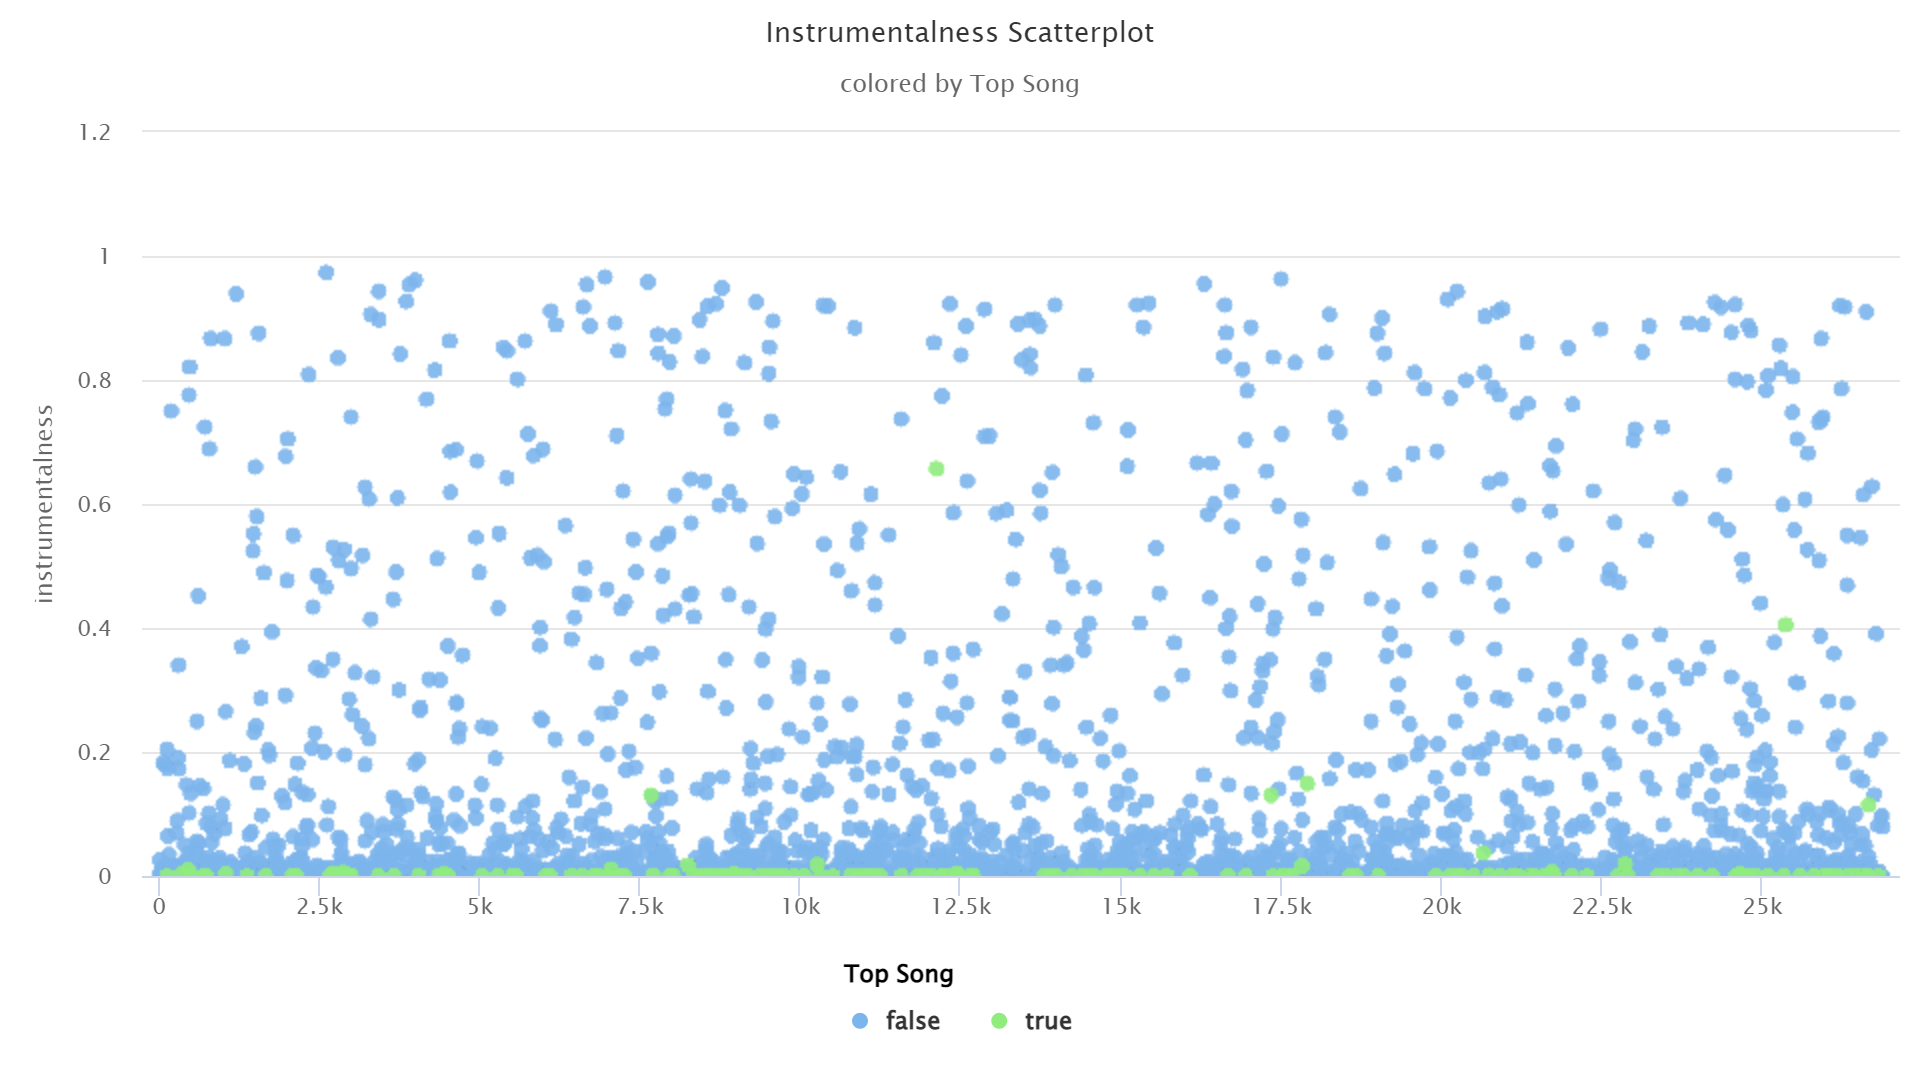 Instrumentalness Scatterplot
colored by Top Song
1.2
1
0.8
0.6
0.4
0.2
0
instrumentalness
0 2.5k 5k 7.5k 10k 12.5k 15k 17.5k 20k 22.5k 25k
Top Song
false true